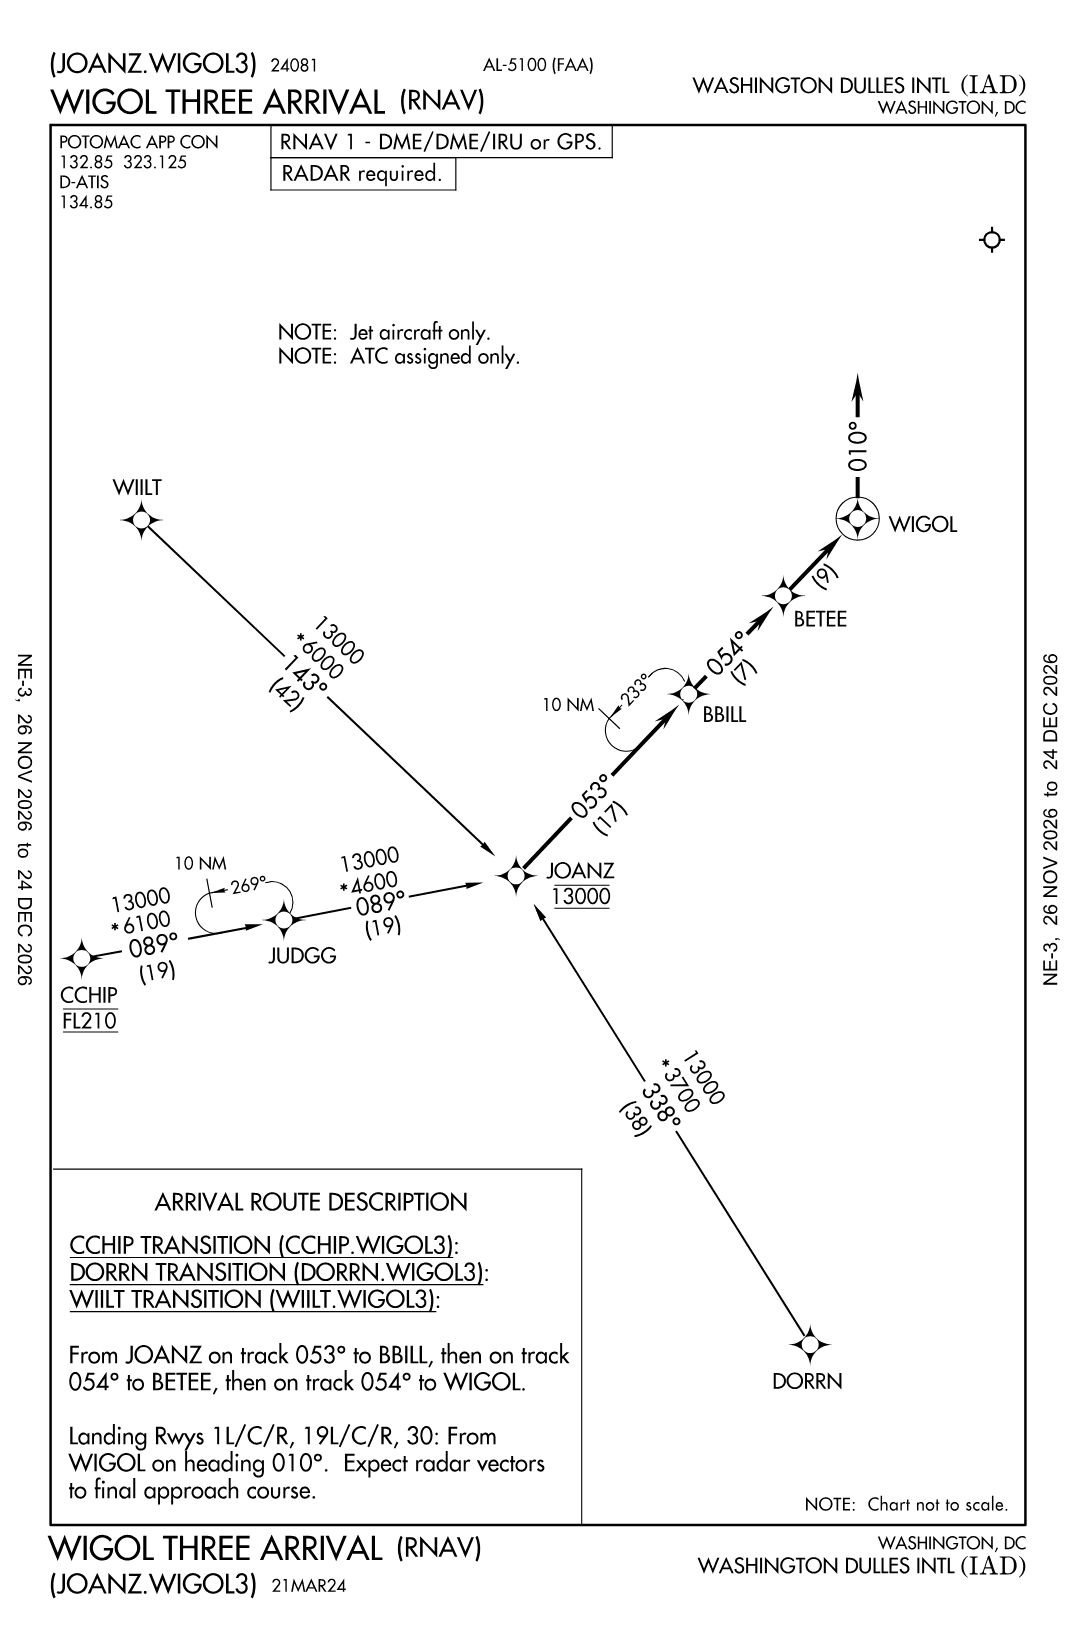 (JOANZ.WIGOL3) 24081
AL-5100 (FAA)
WASHINGTON DULLES INTL (IAD)
WIGOL THREE ARRIVAL (RNAV)
WASHINGTON, DC
POTOMAC APP CON
132.85 323.125
D-ATIS
134.85
RNAV 1 - DME/DME/IRU or GPS.
RADAR required.
NOTE: Jet aircraft only.
NOTE: ATC assigned only.
010°
WIILT
WIGOL
(9)
BETEE
13000
*6000
143°
(42)
054°
(7)
233°
10 NM
BBILL
053°
(17)
10 NM
269°
13000
*4600
089°
(19)
JOANZ
13000
13000
*6100
089°
(19)
JUDGG
CCHIP
FL210
13000
*3700
338°
(38)
DORRN
ARRIVAL ROUTE DESCRIPTION
CCHIP TRANSITION (CCHIP.WIGOL3):
DORRN TRANSITION (DORRN.WIGOL3):
WIILT TRANSITION (WIILT.WIGOL3):
From JOANZ on track 053° to BBILL, then on track
054° to BETEE, then on track 054° to WIGOL.
Landing Rwys 1L/C/R, 19L/C/R, 30: From
WIGOL on heading 010°. Expect radar vectors
to final approach course.
NOTE: Chart not to scale.
NE-3, 26 NOV 2026 to 24 DEC 2026
NE-3, 26 NOV 2026 to 24 DEC 2026
WIGOL THREE ARRIVAL (RNAV)
WASHINGTON, DC
WASHINGTON DULLES INTL (IAD)
(JOANZ.WIGOL3) 21MAR24